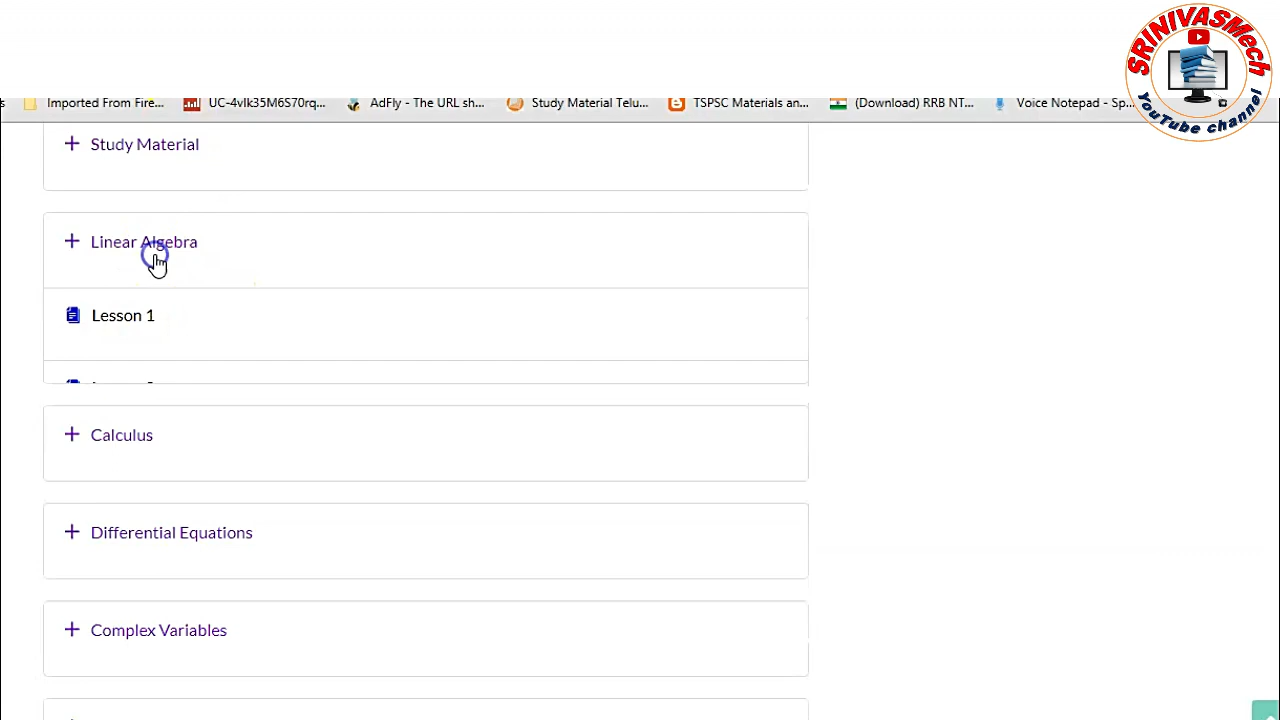 SRINIVASMech
YouTube channel
Imported From Fire...
UC-4vlk35M6S70rq...
AdFly - The URL sh...
Study Material Telu...
TSPSC Materials an...
(Download) RRB NT...
Voice Notepad - Sp...
+ Study Material
+ Linear Algebra
Lesson 1
+ Calculus
+ Differential Equations
+ Complex Variables